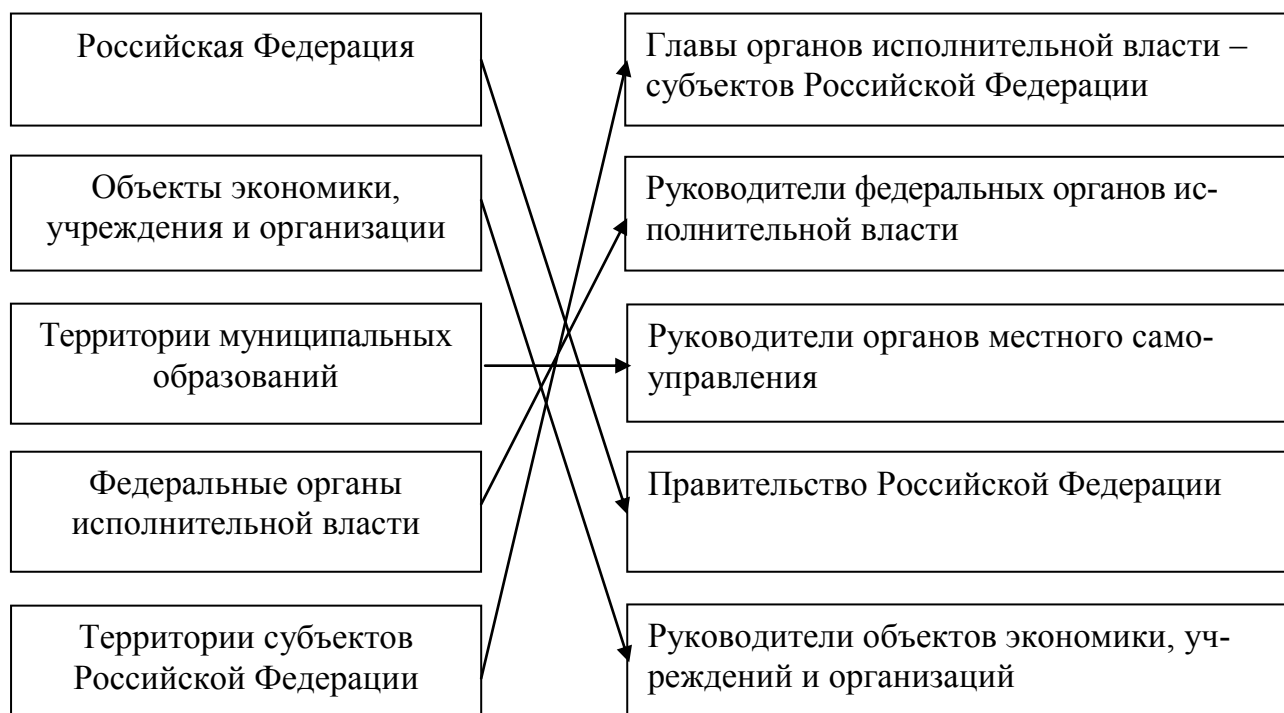 Российская Федерация
Главы органов исполнительной власти –
субъектов Российской Федерации
Объекты экономики,
учреждения и организации
Руководители федеральных органов ис-
полнительной власти
Территории муниципальных
образований
Руководители органов местного само-
управления
Федеральные органы
исполнительной власти
Правительство Российской Федерации
Территории субъектов
Российской Федерации
Руководители объектов экономики, уч-
реждений и организаций